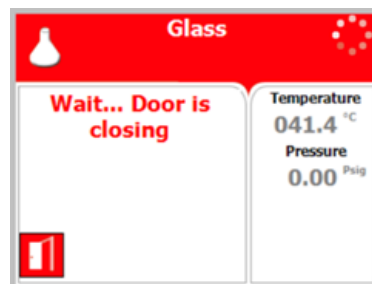 Glass
Wait... Door is
closing
Temperature
041.4 °C
Pressure
0.00 Psig